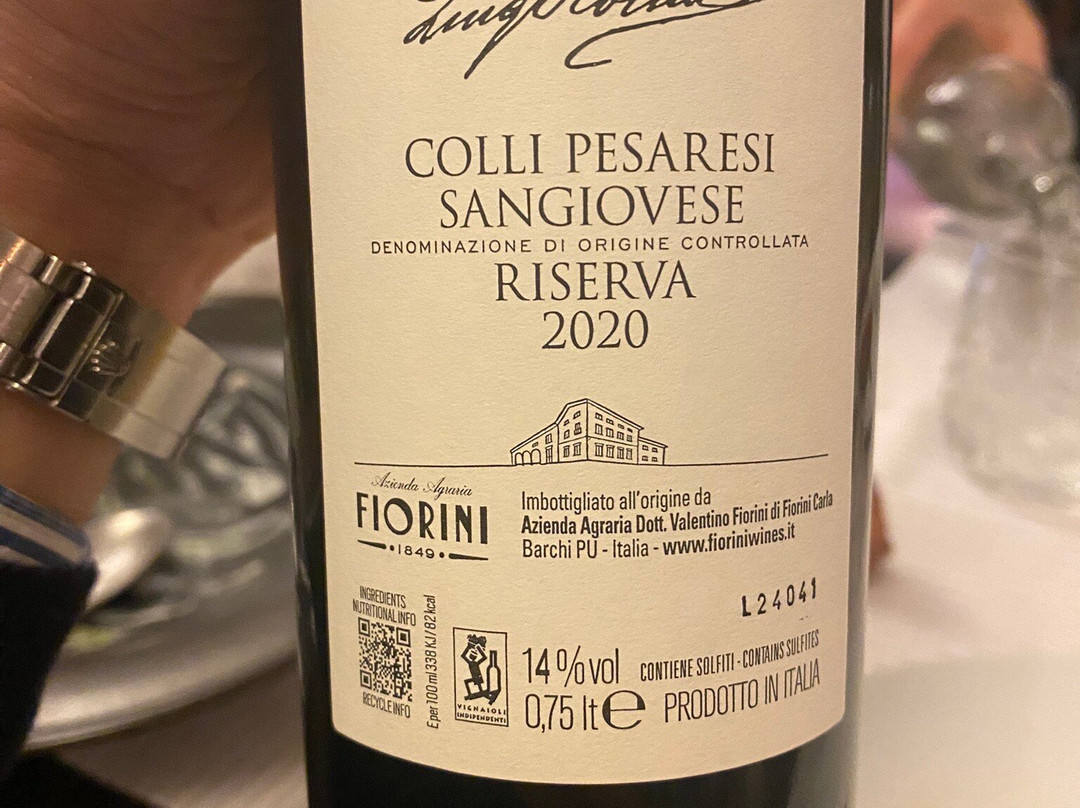 COLLI PESARESI
SANGIOVESE
DENOMINAZIONE DI ORIGINE CONTROLLATA
RISERVA
2020
Azienda Agraria
FIORINI
•1849•
Imbottigliato all'origine da
Azienda Agraria Dott. Valentino Fiorini di Fiorini Carla
Barchi PU - Italia - www.fioriniwines.it
L24041
INGREDIENTS
NUTRITIONAL INFO
RECYCLE INFO
E per 100 ml 338 KJ / 82 kcal
VIGNAIOLI
INDIPENDENTI
14%vol
0,75 lt e
CONTIENE SOLFITI - CONTAINS SULFITES
PRODOTTO IN ITALIA